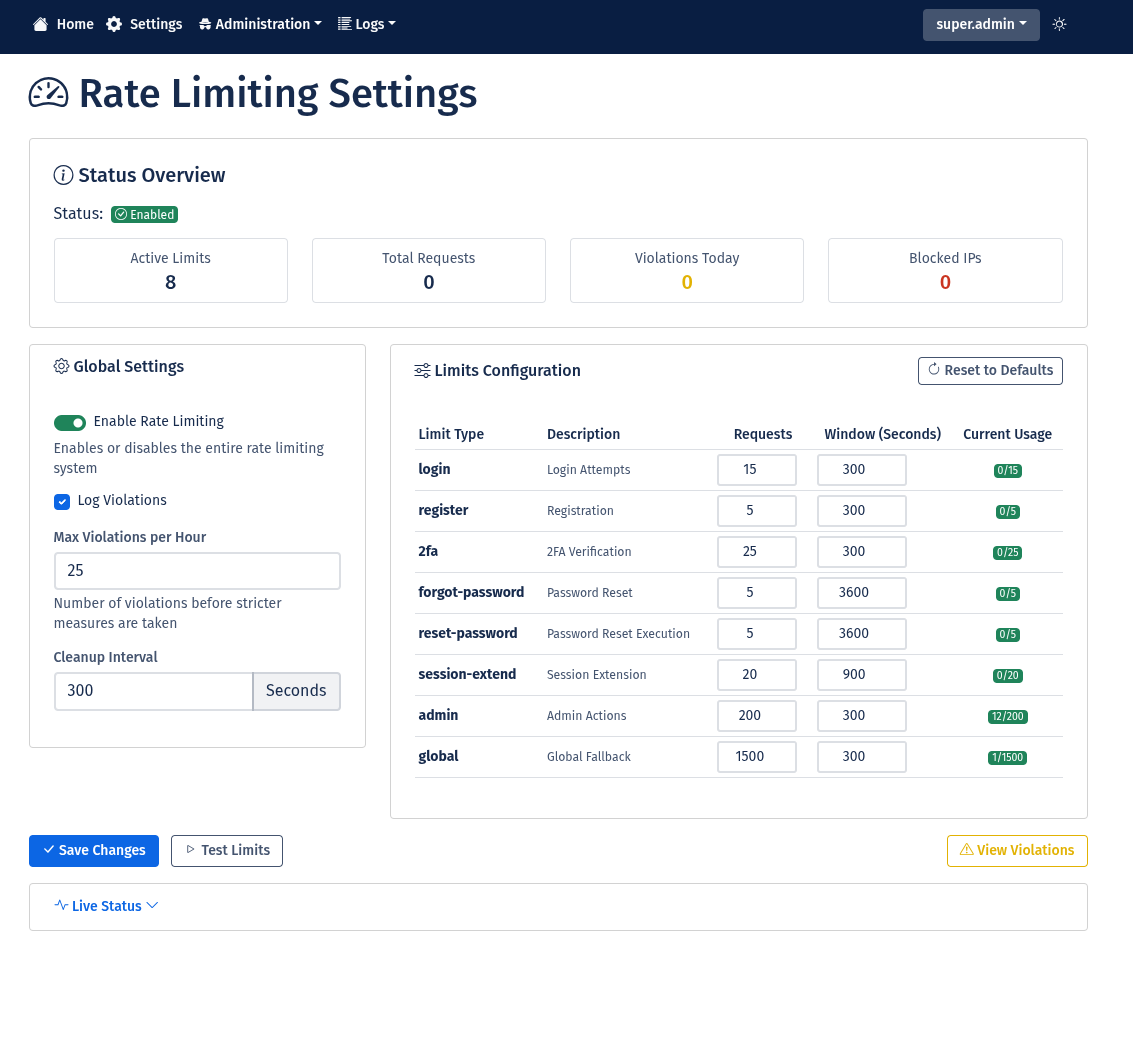 Home Settings Administration Logs super.admin
Rate Limiting Settings
Status Overview
Status: Enabled
Active Limits Total Requests Violations Today Blocked IPs
8 0 0 0
Global Settings
Enable Rate Limiting
Enables or disables the entire rate limiting
system
Log Violations
Max Violations per Hour
25
Number of violations before stricter
measures are taken
Cleanup Interval
300 Seconds
Limits Configuration Reset to Defaults
Limit Type Description Requests Window (Seconds) Current Usage
login Login Attempts 15 300 0/15
register Registration 5 300 0/5
2fa 2FA Verification 25 300 0/25
forgot-password Password Reset 5 3600 0/5
reset-password Password Reset Execution 5 3600 0/5
session-extend Session Extension 20 900 0/20
admin Admin Actions 200 300 12/200
global Global Fallback 1500 300 1/1500
Save Changes Test Limits View Violations
Live Status